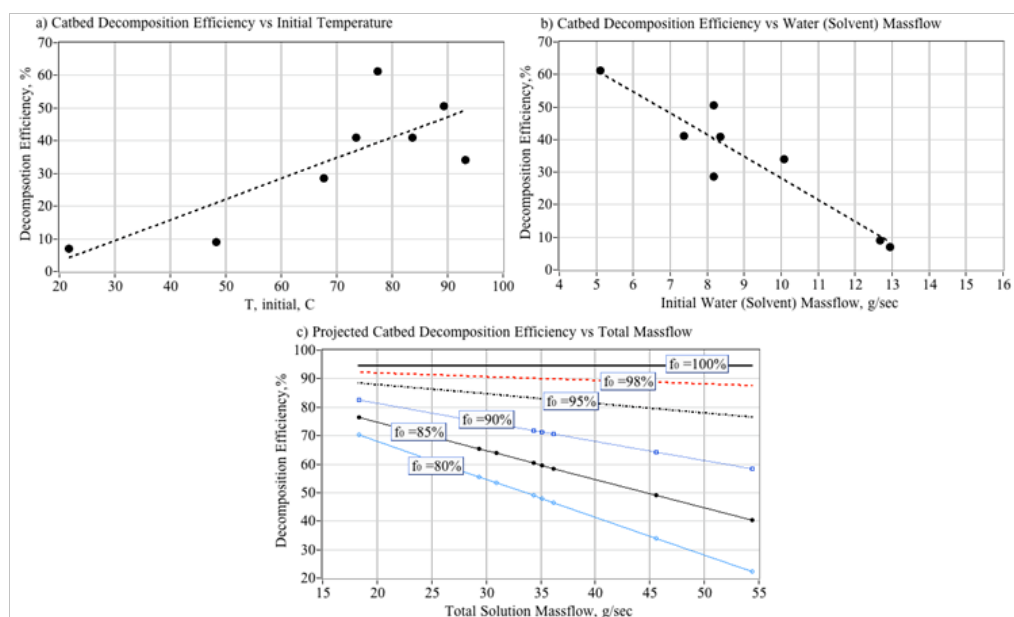 a) Catbed Decomposition Efficiency vs Initial Temperature
70
60
50
40
30
20
10
0
Decompsotion Efficiency, %
20 30 40 50 60 70 80 90 100
T, initial, C
b) Catbed Decomposition Efficiency vs Water (Solvent) Massflow
70
60
50
40
30
20
10
0
Decomposition Efficiency,%
4 5 6 7 8 9 10 11 12 13 14 15 16
Initial Water (Solvent) Massflow, g/sec
c) Projected Catbed Decomposition Efficiency vs Total Massflow
100
90
80
70
60
50
40
30
20
Decomposition Efficiency,%
f₀ =100%
f₀ =98%
f₀ =95%
f₀ =90%
f₀ =85%
f₀ =80%
15 20 25 30 35 40 45 50 55
Total Solution Massflow, g/sec